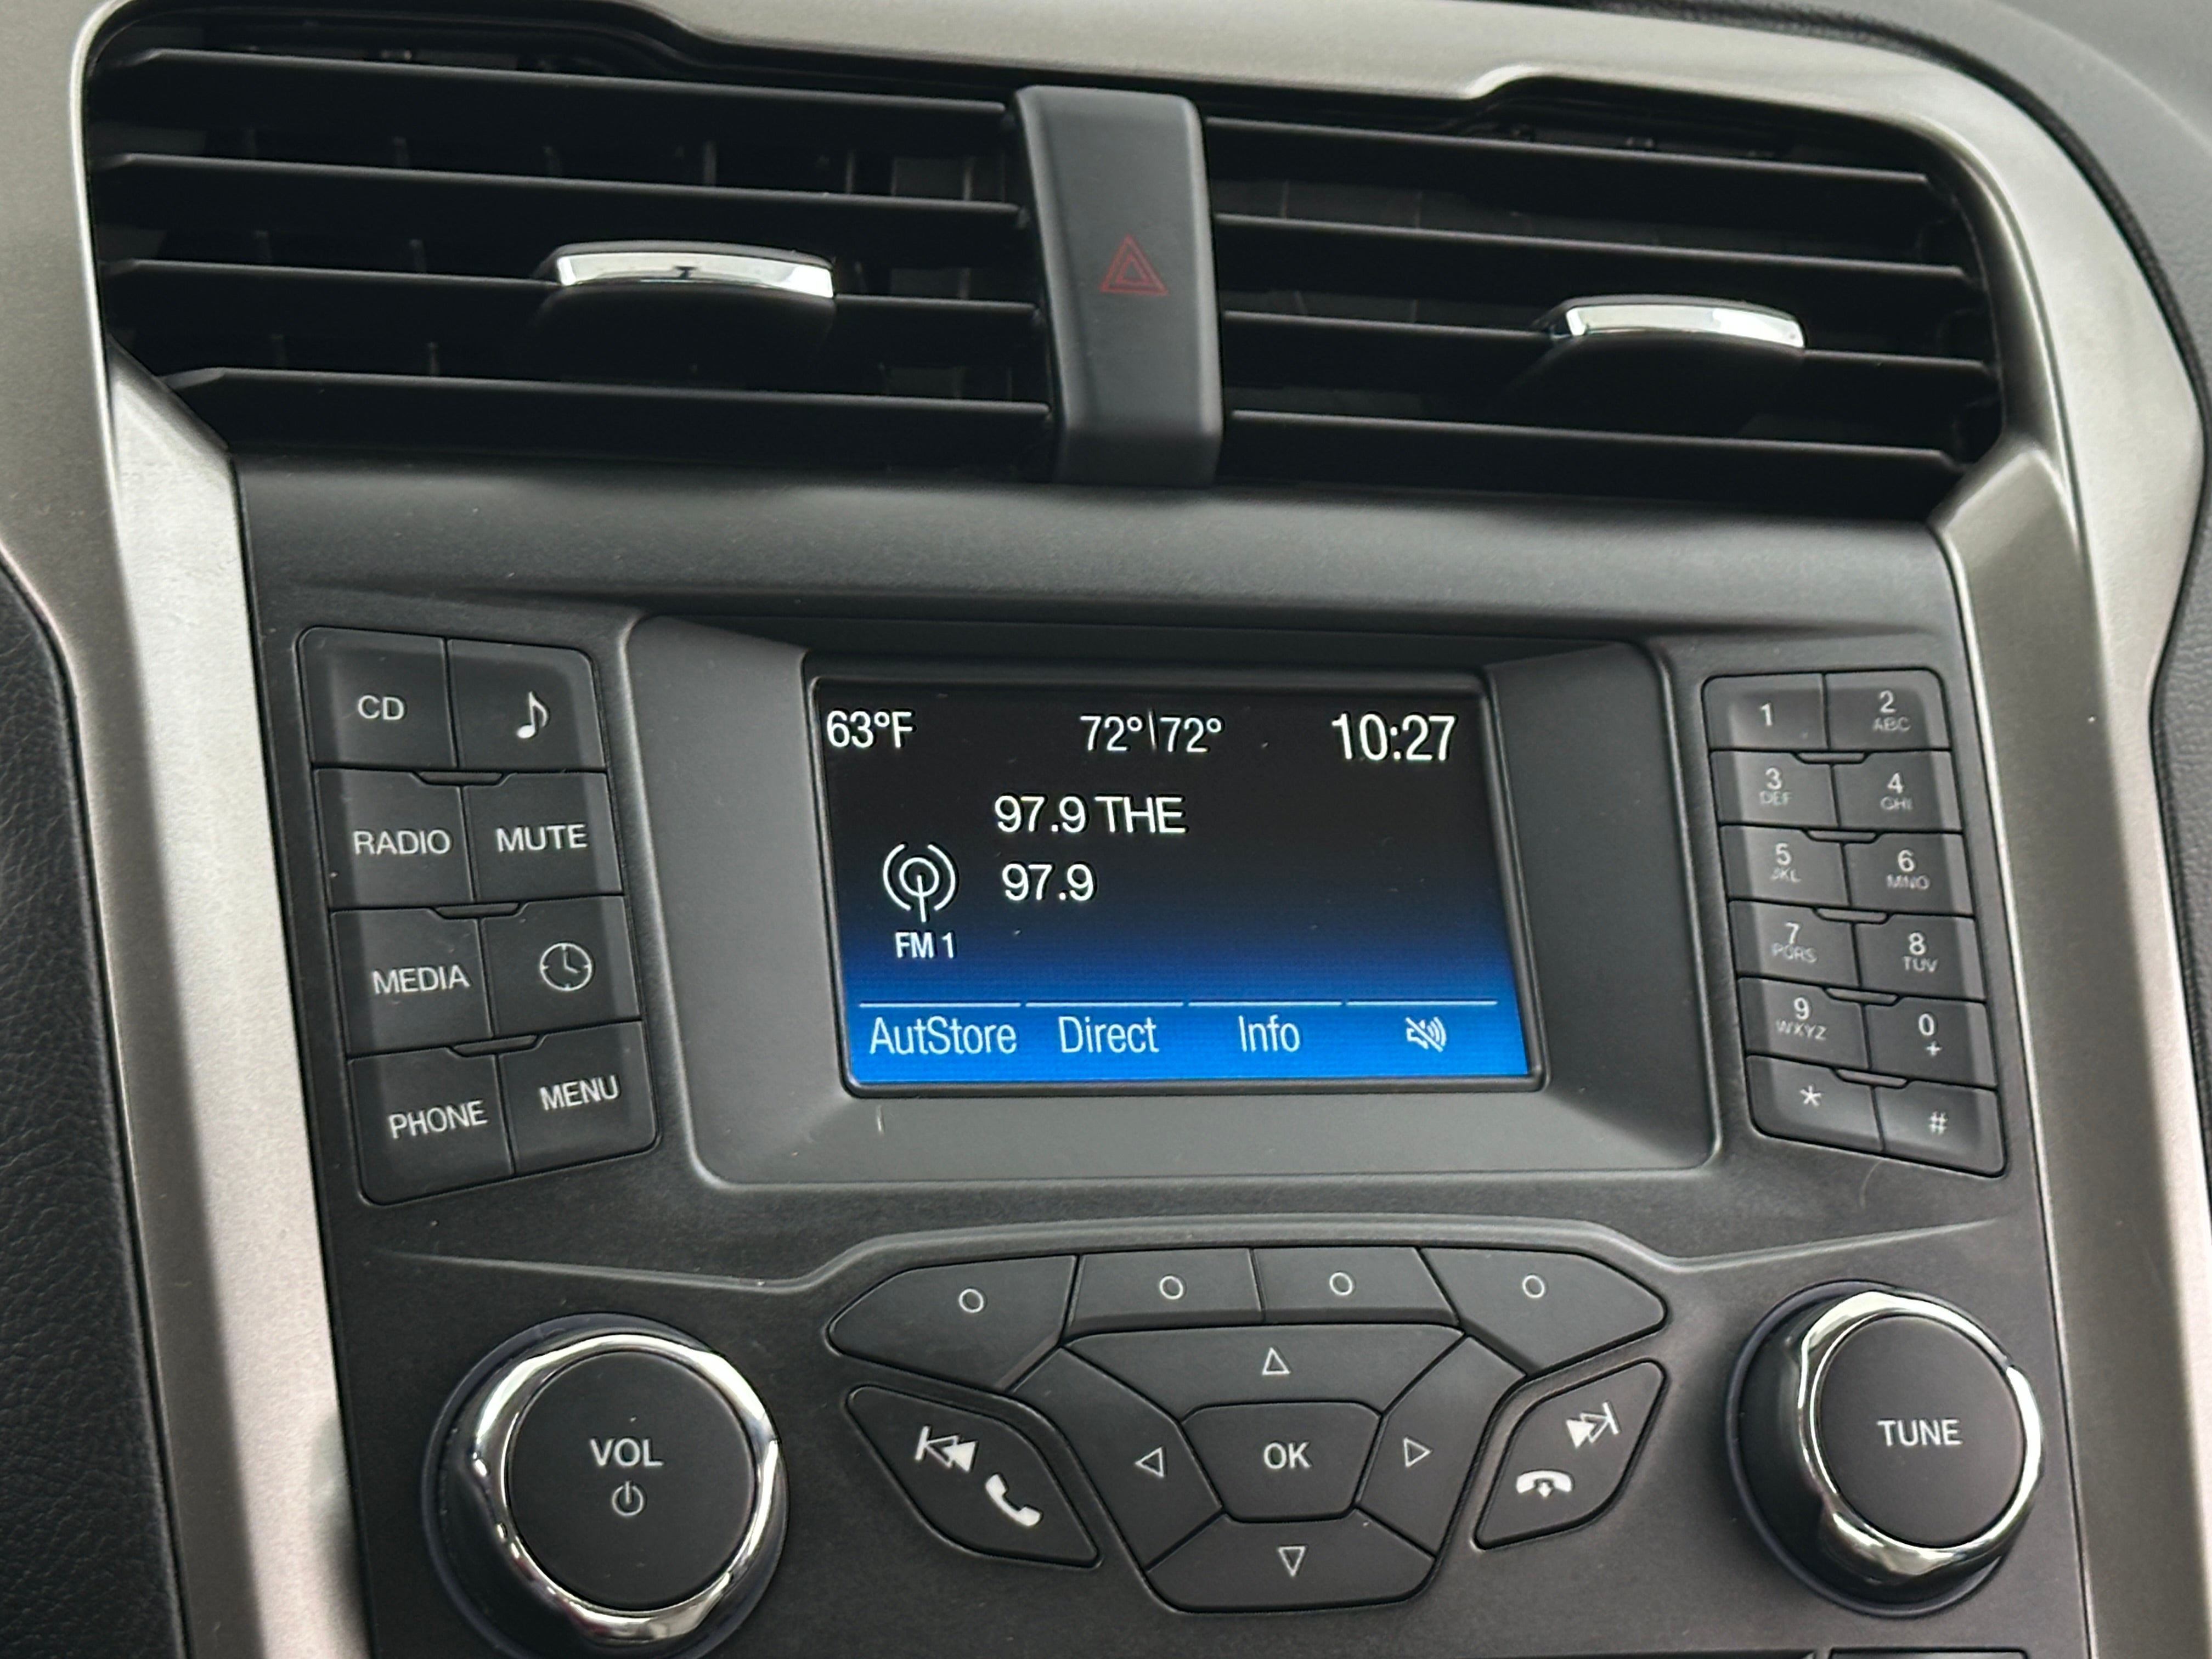 63°F 72°|72° 10:27
97.9 THE
97.9
FM 1
AutStore Direct Info
CD
RADIO MUTE
MEDIA
PHONE MENU
1 2 ABC
3 DEF 4 GHI
5 JKL 6 MNO
7 PQRS 8 TUV
9 WXYZ 0 +
* #
VOL
OK
TUNE